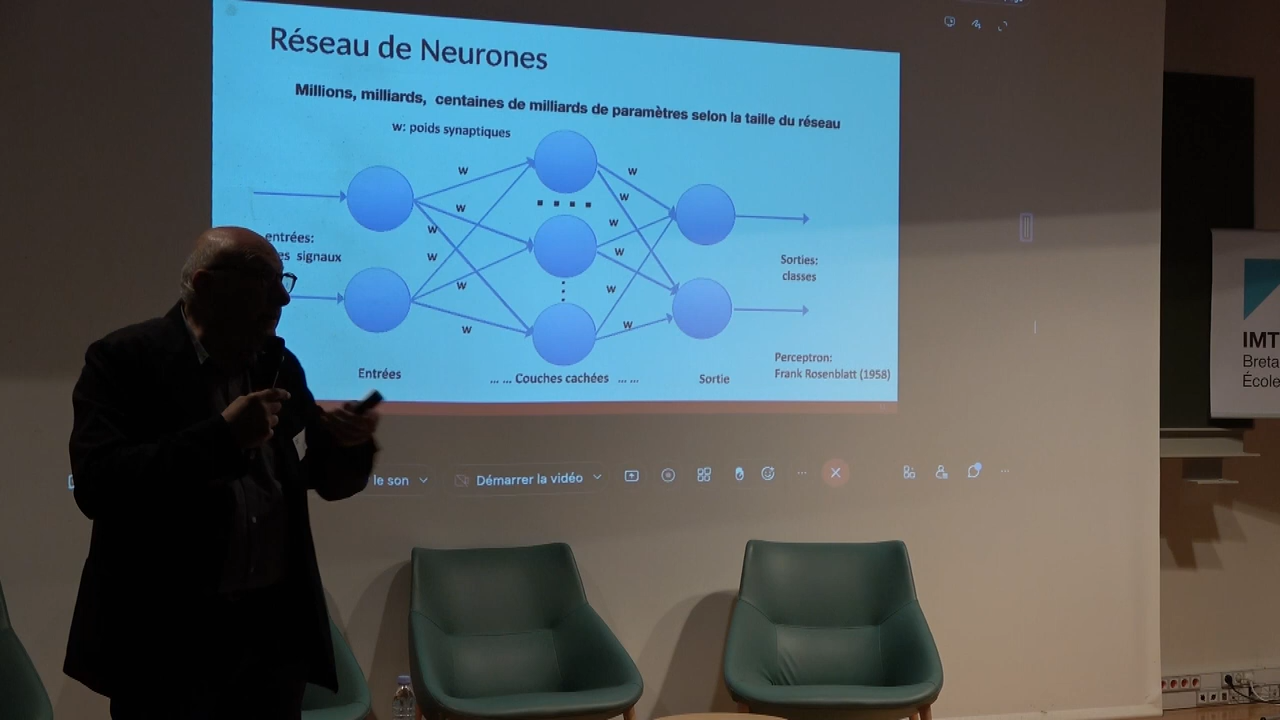 Réseau de Neurones
Millions, milliards, centaines de milliards de paramètres selon la taille du réseau
w: poids synaptiques
w
w
w
w
w
w
w
w
w
w
w
w
entrées:
es signaux
Sorties:
classes
Entrées
... ... Couches cachées ... ...
Sortie
Perceptron:
Frank Rosenblatt (1958)
le son
Démarrer la vidéo
IMT
Breta
École